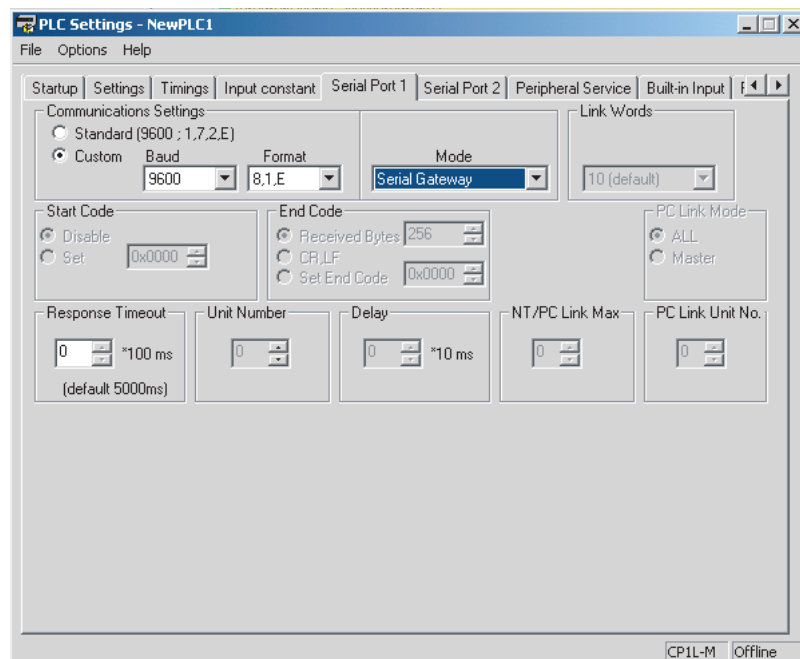 PLC Settings - NewPLC1
File Options Help
Startup Settings Timings Input constant Serial Port 1 Serial Port 2 Peripheral Service Built-in Input
Communications Settings
Standard (9600 ; 1,7,2,E)
Custom Baud Format Mode
9600 8,1,E Serial Gateway
Link Words
10 (default)
Start Code
Disable
Set 0x0000
End Code
Received Bytes 256
CR,LF
Set End Code 0x0000
PC Link Mode
ALL
Master
Response Timeout
0 *100 ms
(default 5000ms)
Unit Number
0
Delay
0 *10 ms
NT/PC Link Max
0
PC Link Unit No.
0
CP1L-M Offline